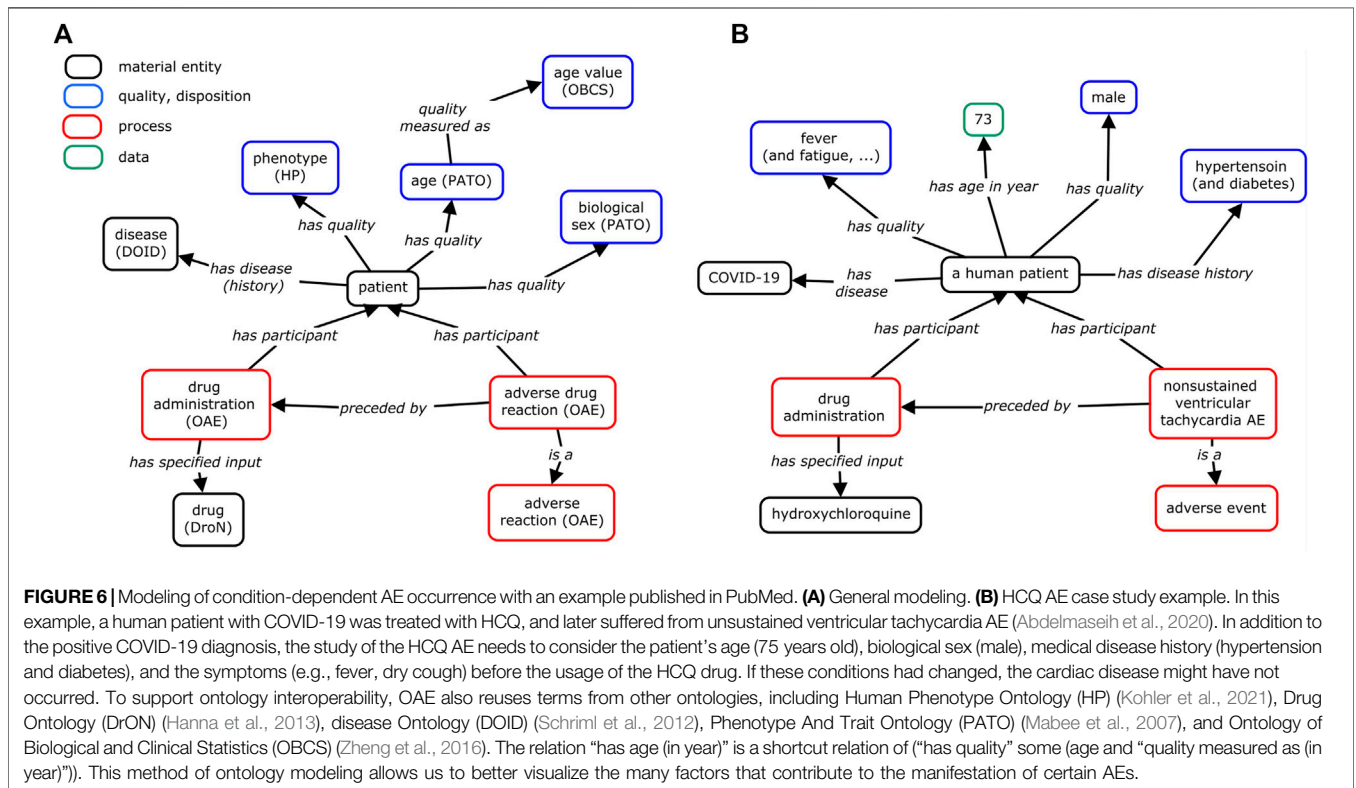 A
material entity
quality, disposition
process
data
age value
(OBCS)
quality
measured as
phenotype
(HP)
age (PATO)
biological
sex (PATO)
disease
(DOID)
has quality
has quality
has disease
(history)
patient
has quality
has participant
has participant
drug
administration
(OAE)
preceded by
adverse drug
reaction (OAE)
has specified input
is a
drug
(DroN)
adverse
reaction (OAE)
B
73
male
fever
(and fatigue, ...)
hypertensoin
(and diabetes)
has age in year
has quality
has quality
COVID-19
has
disease
a human patient
has disease history
has participant
has participant
drug
administration
preceded by
nonsustained
ventricular
tachycardia AE
has specified input
is a
hydroxychloroquine
adverse event
FIGURE 6 | Modeling of condition-dependent AE occurrence with an example published in PubMed. (A) General modeling. (B) HCQ AE case study example. In this
example, a human patient with COVID-19 was treated with HCQ, and later suffered from unsustained ventricular tachycardia AE (Abdelmaseih et al., 2020). In addition to
the positive COVID-19 diagnosis, the study of the HCQ AE needs to consider the patient's age (75 years old), biological sex (male), medical disease history (hypertension
and diabetes), and the symptoms (e.g., fever, dry cough) before the usage of the HCQ drug. If these conditions had changed, the cardiac disease might have not
occurred. To support ontology interoperability, OAE also reuses terms from other ontologies, including Human Phenotype Ontology (HP) (Kohler et al., 2021), Drug
Ontology (DrON) (Hanna et al., 2013), disease Ontology (DOID) (Schriml et al., 2012), Phenotype And Trait Ontology (PATO) (Mabee et al., 2007), and Ontology of
Biological and Clinical Statistics (OBCS) (Zheng et al., 2016). The relation "has age (in year)" is a shortcut relation of ("has quality" some (age and "quality measured as (in
year)")). This method of ontology modeling allows us to better visualize the many factors that contribute to the manifestation of certain AEs.